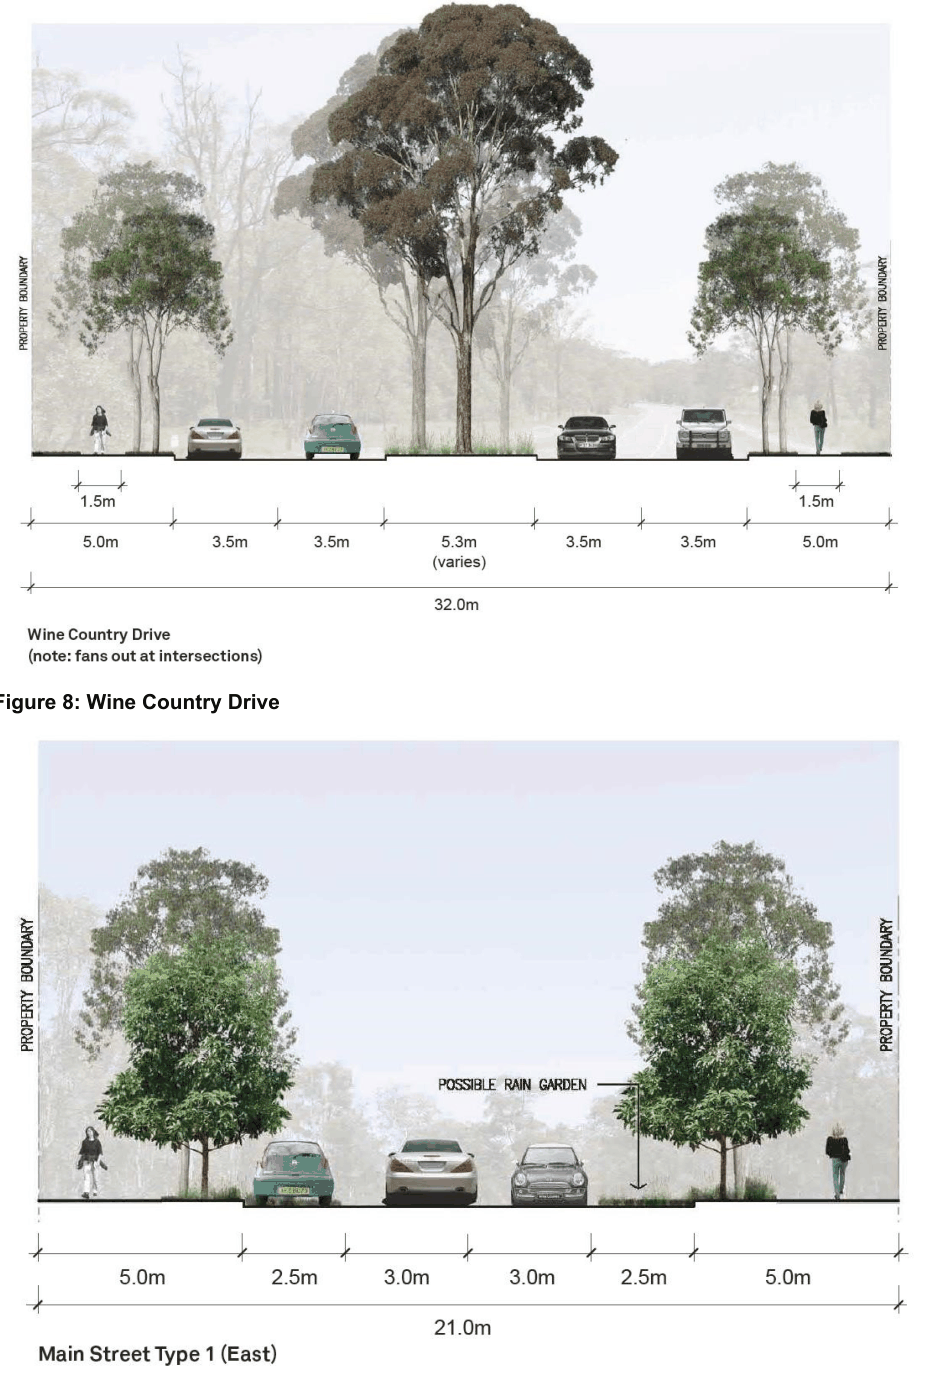 PROPERTY BOUNDARY
PROPERTY BOUNDARY
1.5m
1.5m
5.0m 3.5m 3.5m 5.3m 3.5m 3.5m 5.0m
(varies)
32.0m
Wine Country Drive
(note: fans out at intersections)
Figure 8: Wine Country Drive
PROPERTY BOUNDARY
PROPERTY BOUNDARY
POSSIBLE RAIN GARDEN
5.0m 2.5m 3.0m 3.0m 2.5m 5.0m
21.0m
Main Street Type 1 (East)